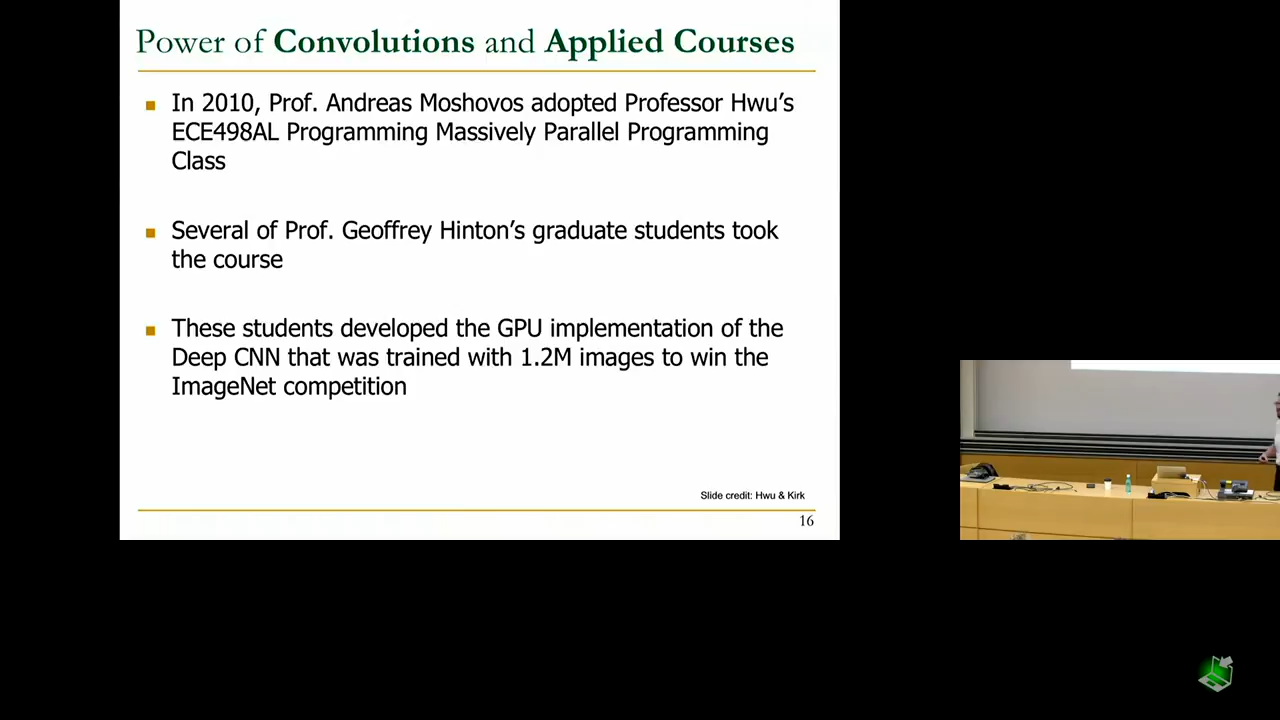 Power of Convolutions and Applied Courses
In 2010, Prof. Andreas Moshovos adopted Professor Hwu's
ECE498AL Programming Massively Parallel Programming
Class
Several of Prof. Geoffrey Hinton's graduate students took
the course
These students developed the GPU implementation of the
Deep CNN that was trained with 1.2M images to win the
ImageNet competition
Slide credit: Hwu & Kirk
16